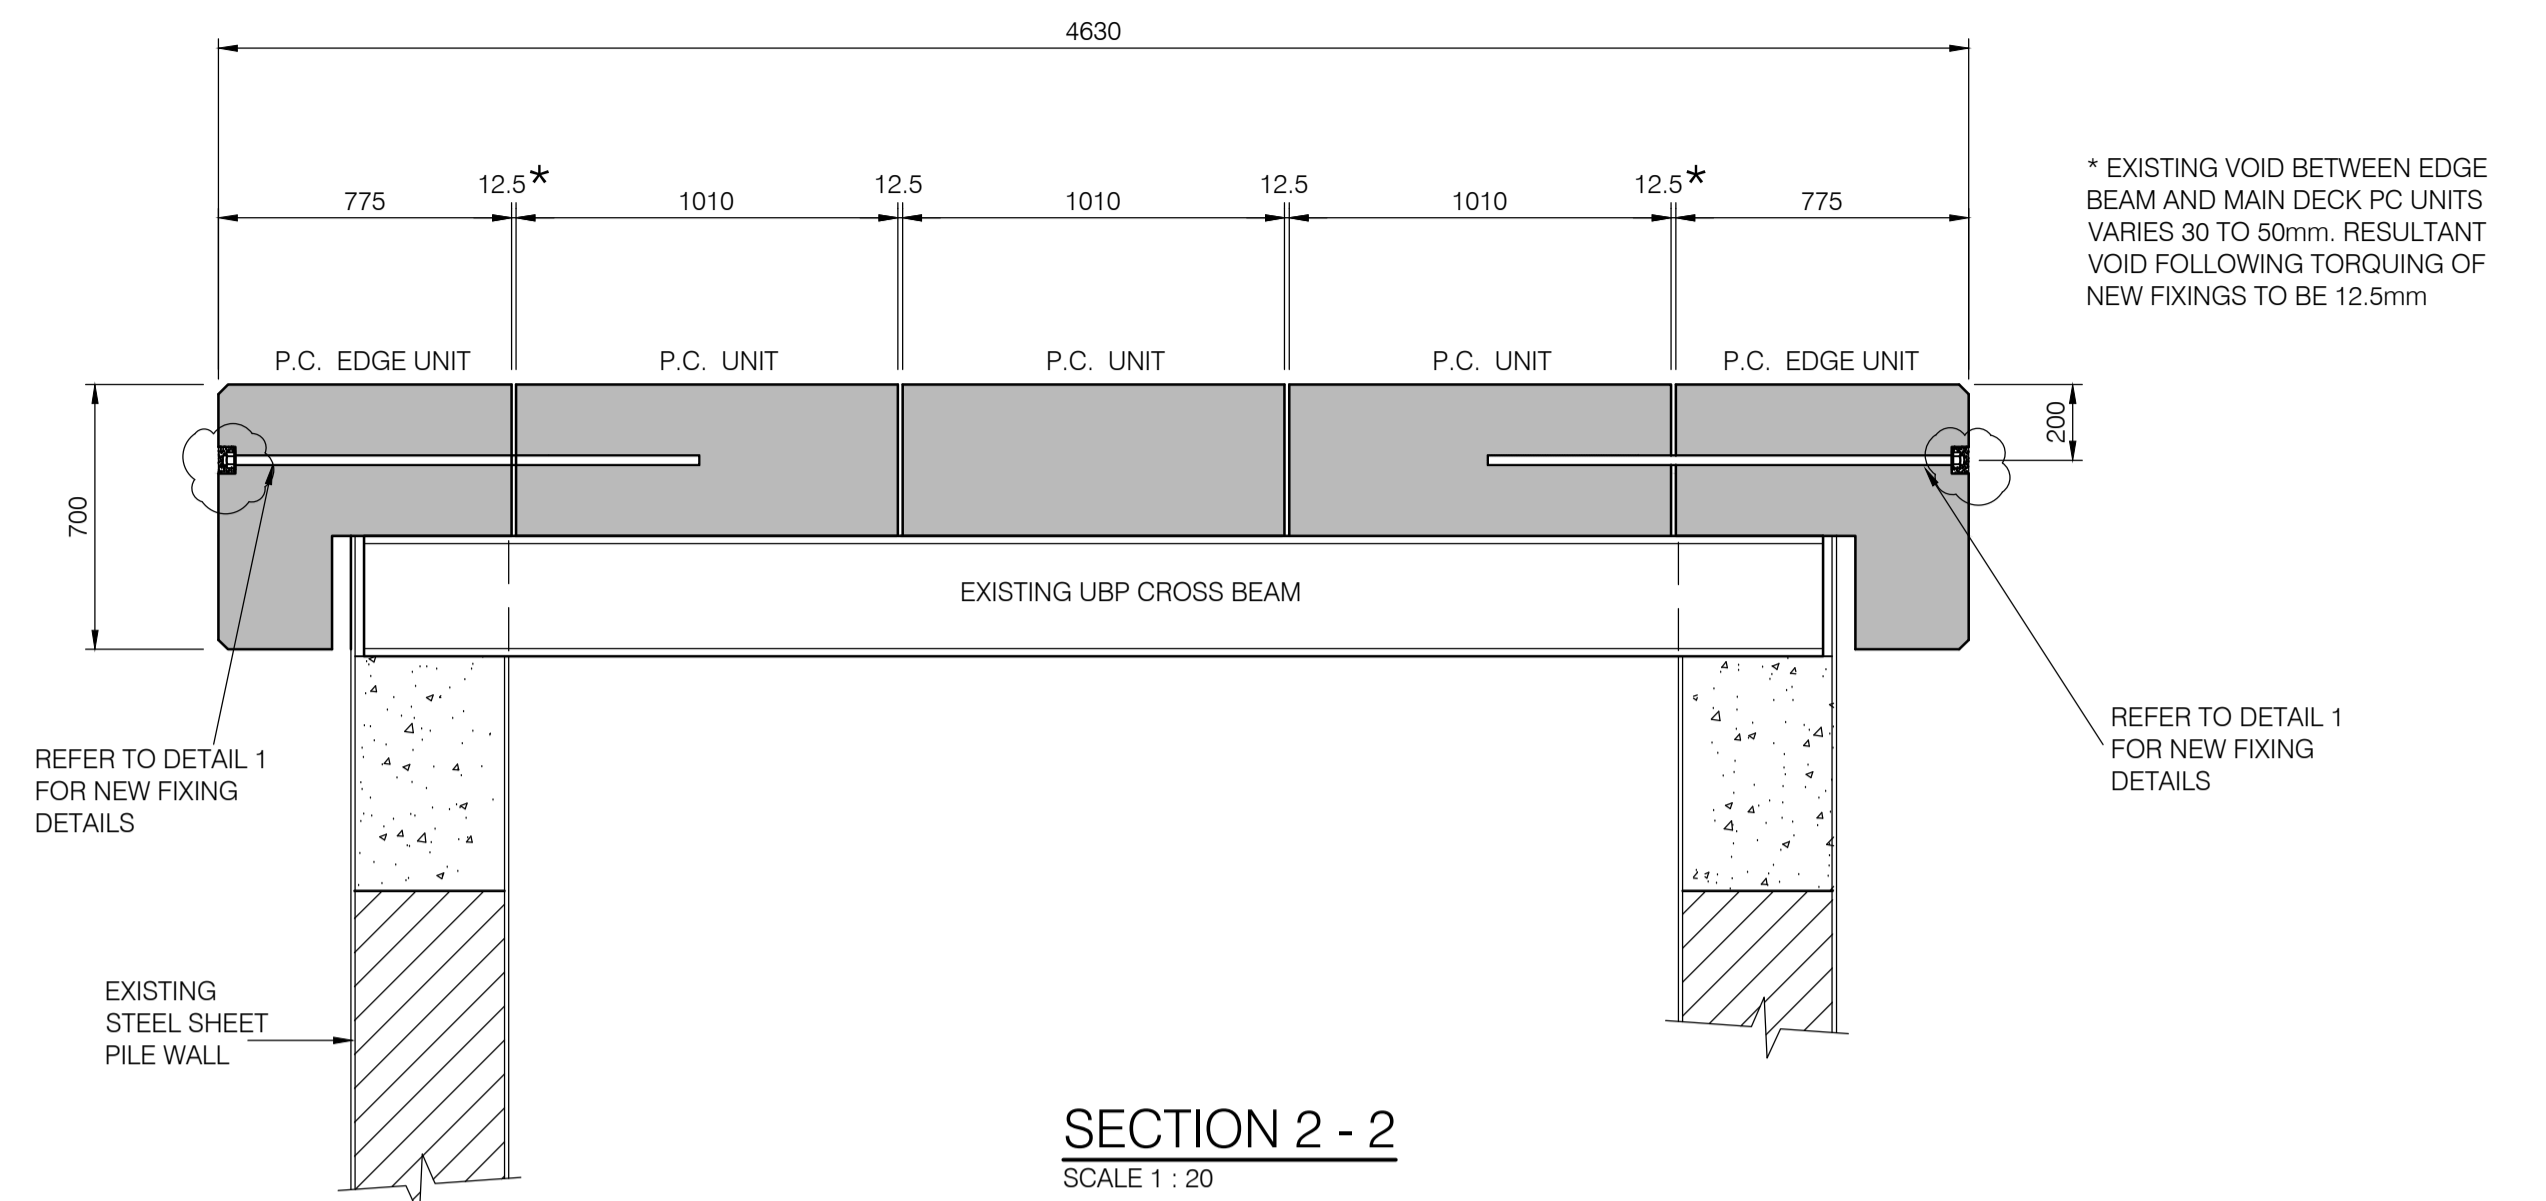 4630
12.5* 12.5 12.5 12.5*
775 1010 1010 1010 775
* EXISTING VOID BETWEEN EDGE
BEAM AND MAIN DECK PC UNITS
VARIES 30 TO 50mm. RESULTANT
VOID FOLLOWING TORQUING OF
NEW FIXINGS TO BE 12.5mm
P.C. EDGE UNIT P.C. UNIT P.C. UNIT P.C. UNIT P.C. EDGE UNIT
200
700
EXISTING UBP CROSS BEAM
REFER TO DETAIL 1
FOR NEW FIXING
DETAILS
REFER TO DETAIL 1
FOR NEW FIXING
DETAILS
EXISTING
STEEL SHEET
PILE WALL
SECTION 2 - 2
SCALE 1 : 20